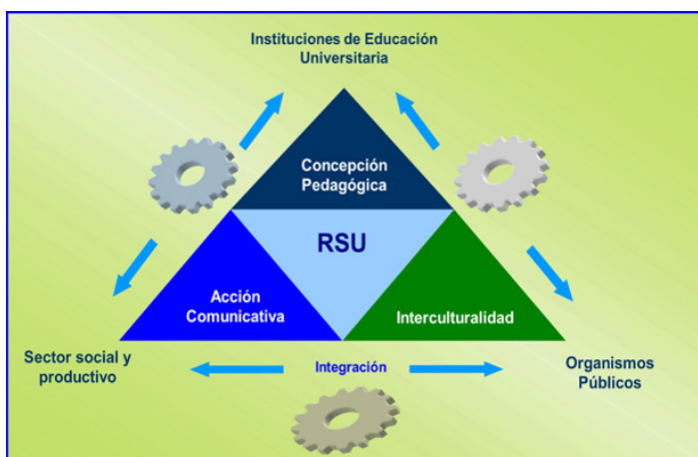 Instituciones de Educación
Universitaria
Concepción
Pedagógica
RSU
Acción
Comunicativa
Interculturalidad
Sector social y
productivo
Integración
Organismos
Públicos